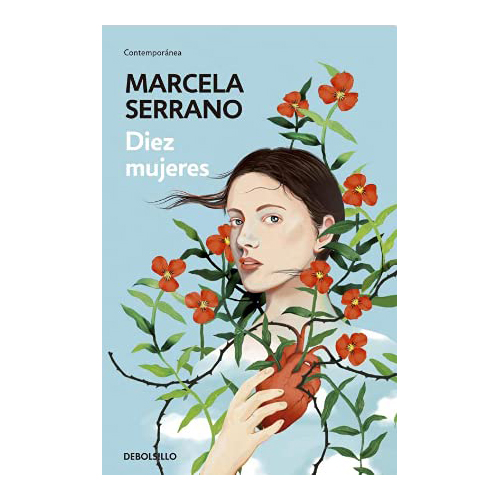 Contemporánea
MARCELA
SERRANO
Diez
mujeres
DEBOLSILLO